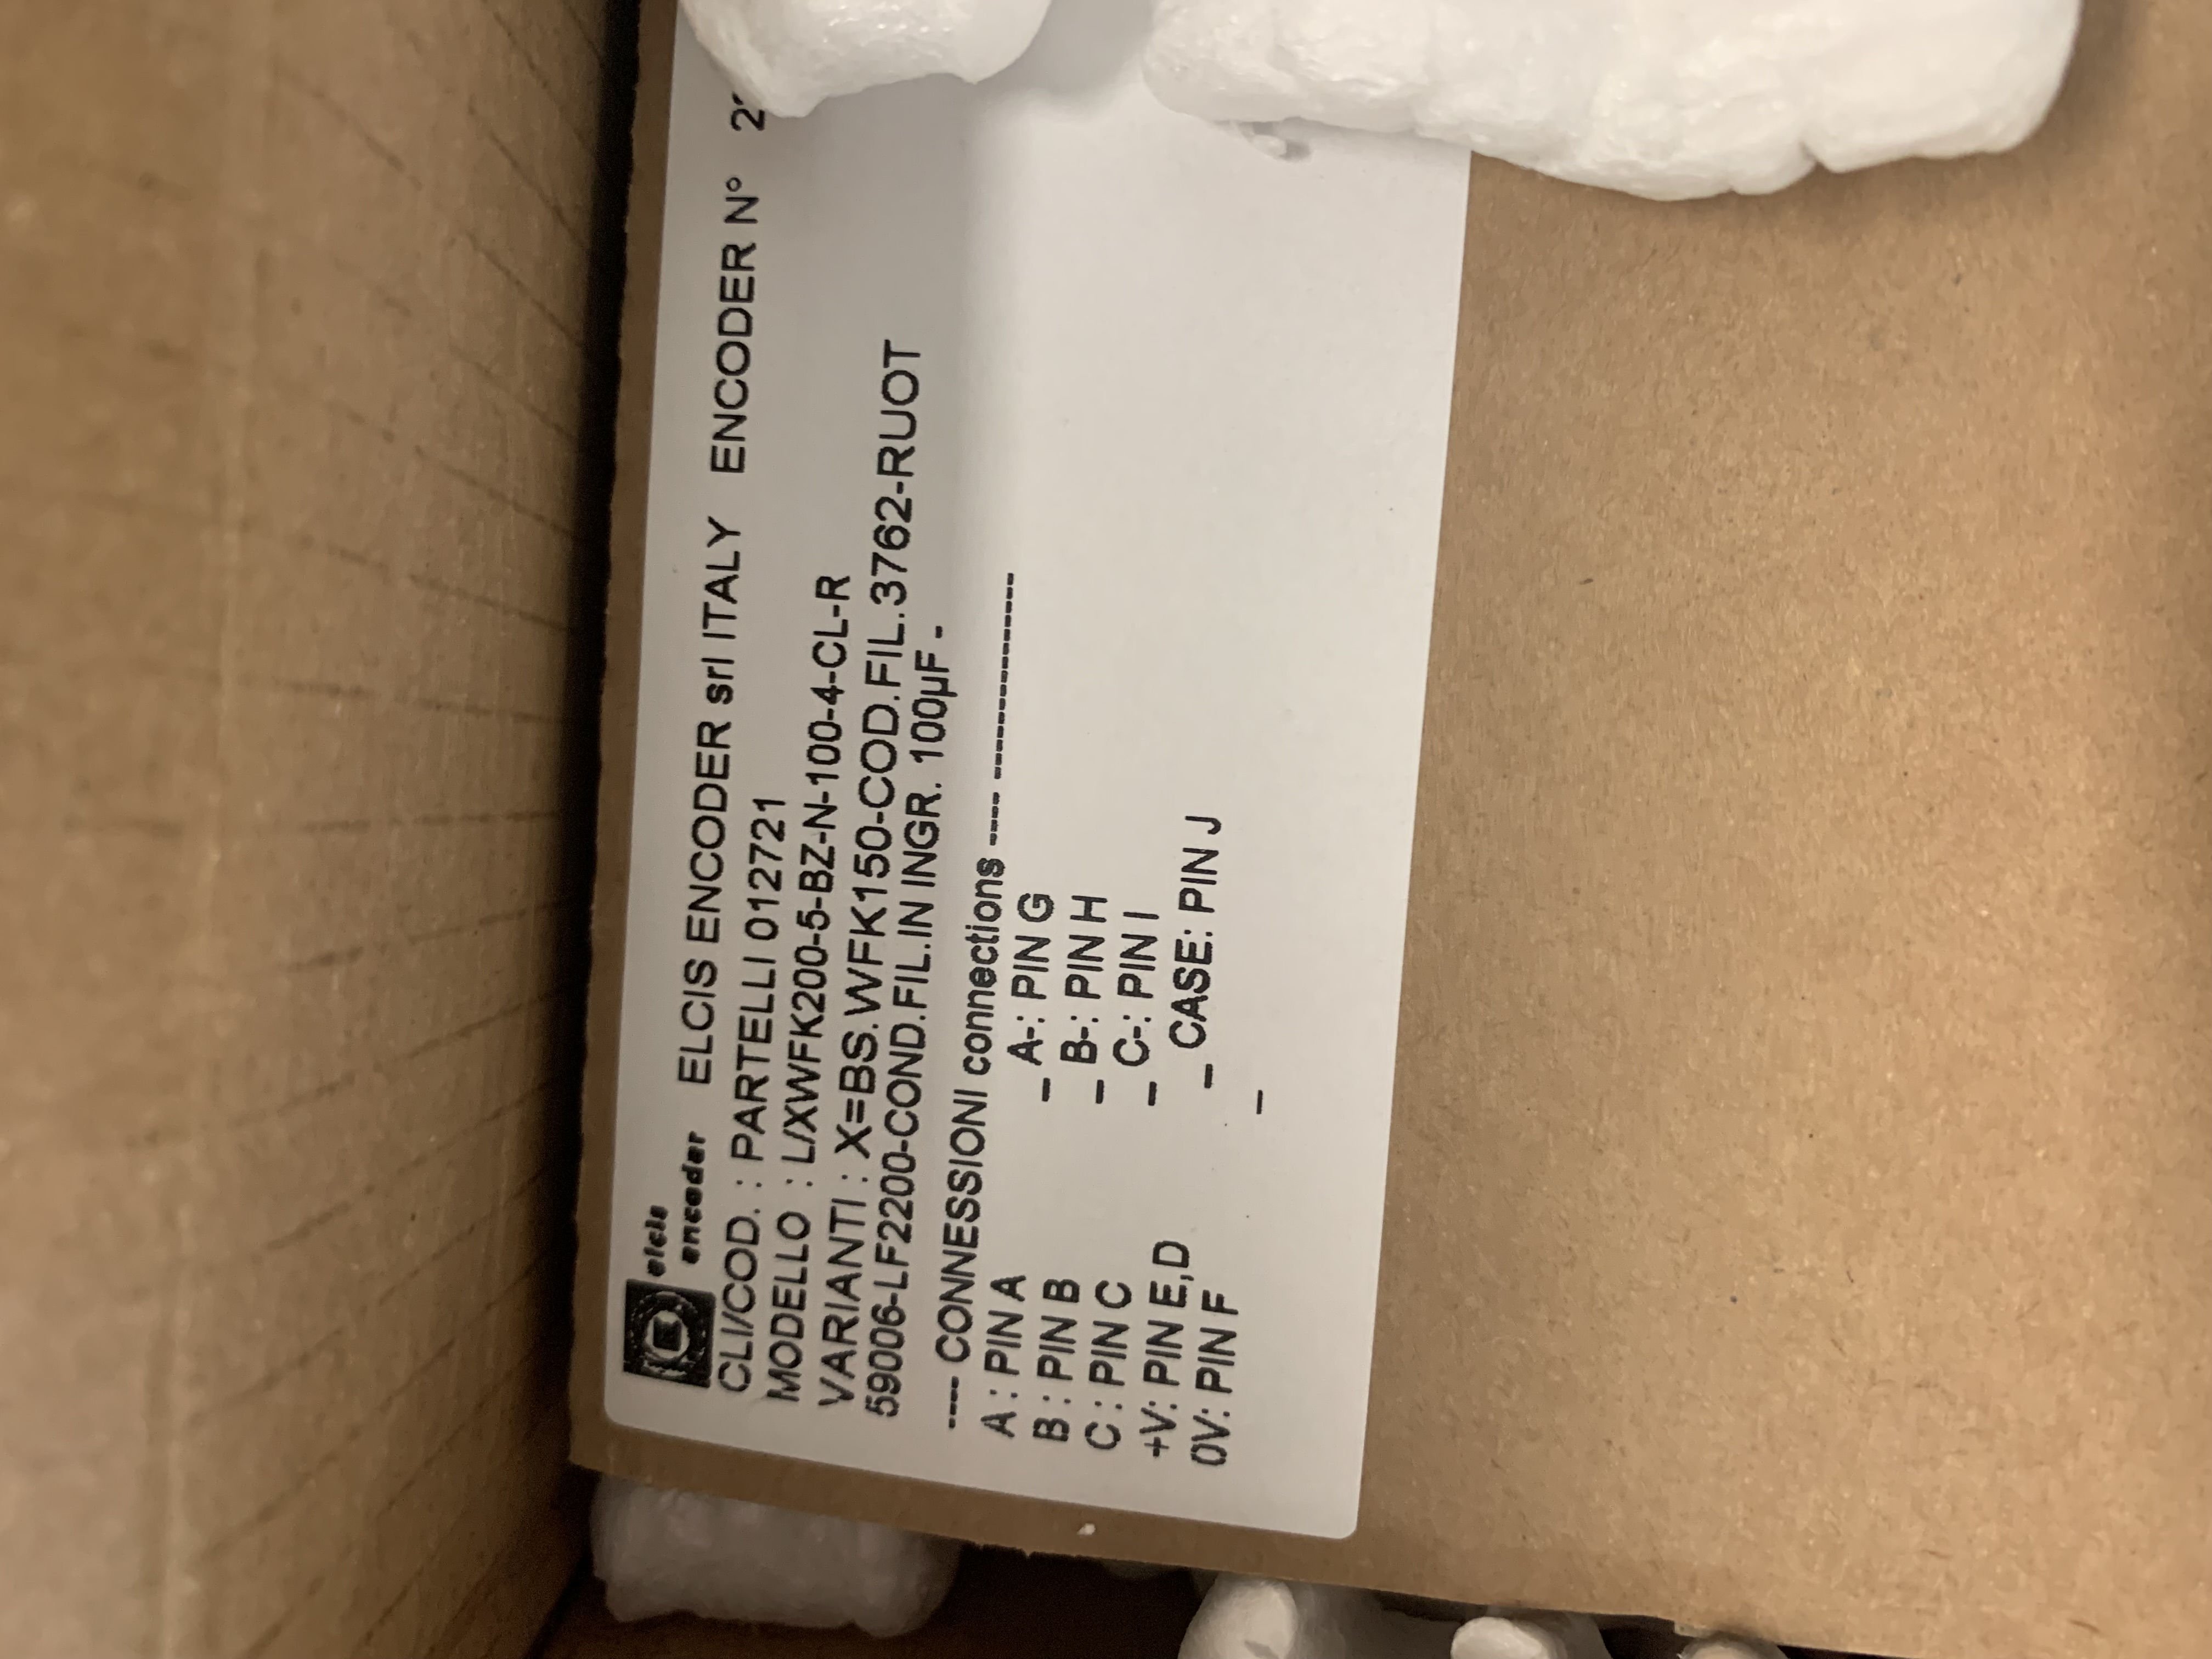 elcis
encoder
ELCIS ENCODER srl ITALY ENCODER N°
CLI/COD. : PARTELLI 012721
MODELLO : L/XWFK200-5-BZ-N-100-4-CL-R
VARIANTI : X=BS.WFK150-COD.FIL.3762-RUOT
59006-LF2200-COND.FIL.IN INGR. 100µF -
---- CONNESSIONI connections ---- ----------------
A : PIN A _ A-: PIN G
B : PIN B _ B-: PIN H
C : PIN C _ C-: PIN I
+V: PIN E,D _ CASE: PIN J
0V: PIN F _